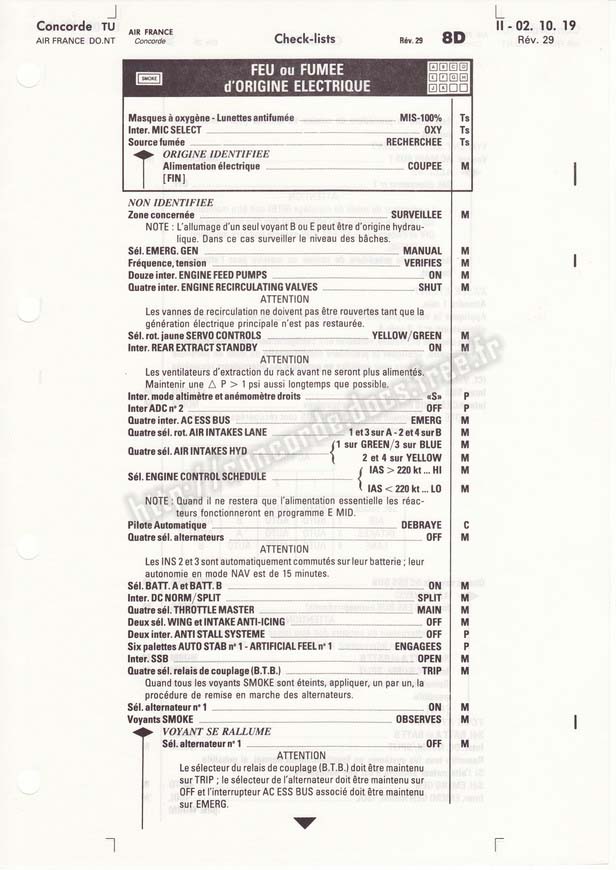 Concorde TU
AIR FRANCE DO.NT
AIR FRANCE
Concorde
Check-lists
Rév. 29
8D
II - 02. 10. 19
Rév. 29
SMOKE
FEU ou FUMEE
d'ORIGINE ELECTRIQUE
A B C D
E F G H
J K
Masques à oxygène - Lunettes antifumée MIS-100% Ts
Inter. MIC SELECT OXY Ts
Source fumée RECHERCHEE Ts
ORIGINE IDENTIFIEE
Alimentation électrique COUPEE M
[FIN]
NON IDENTIFIEE
Zone concernée SURVEILLEE M
NOTE : L'allumage d'un seul voyant B ou E peut être d'origine hydrau-
lique. Dans ce cas surveiller le niveau des bâches.
Sél. EMERG. GEN MANUAL M
Fréquence, tension VERIFIES M
Douze inter. ENGINE FEED PUMPS ON M
Quatre inter. ENGINE RECIRCULATING VALVES SHUT M
ATTENTION
Les vannes de recirculation ne doivent pas être rouvertes tant que la
génération électrique principale n'est pas restaurée.
Sél. rot. jaune SERVO CONTROLS YELLOW/GREEN M
Inter. REAR EXTRACT STANDBY ON M
ATTENTION
Les ventilateurs d'extraction du rack avant ne seront plus alimentés.
Maintenir une △ P > 1 psi aussi longtemps que possible.
Inter. mode altimètre et anémomètre droits «S» P
Inter ADC n° 2 OFF P
Quatre inter. AC ESS BUS EMERG M
Quatre sél. rot. AIR INTAKES LANE 1 et 3 sur A - 2 et 4 sur B M
Quatre sél. AIR INTAKES HYD { 1 sur GREEN/3 sur BLUE M
2 et 4 sur YELLOW M
Sél. ENGINE CONTROL SCHEDULE { IAS > 220 kt ... HI M
IAS < 220 kt ... LO M
NOTE : Quand il ne restera que l'alimentation essentielle les réac-
teurs fonctionneront en programme E MID.
Pilote Automatique DEBRAYE C
Quatre sél. alternateurs OFF M
ATTENTION
Les INS 2 et 3 sont automatiquement commutés sur leur batterie ; leur
autonomie en mode NAV est de 15 minutes.
Sél. BATT. A et BATT. B ON M
Inter. DC NORM/SPLIT SPLIT M
Quatre sél. THROTTLE MASTER MAIN M
Deux sél. WING et INTAKE ANTI-ICING OFF M
Deux inter. ANTI STALL SYSTEME OFF P
Six palettes AUTO STAB n° 1 - ARTIFICIAL FEEL n° 1 ENGAGEES P
Inter. SSB OPEN M
Quatre sél. relais de couplage (B.T.B.) TRIP M
Quand tous les voyants SMOKE sont éteints, appliquer, un par un, la
procédure de remise en marche des alternateurs.
Sél. alternateur n° 1 ON M
Voyants SMOKE OBSERVES M
VOYANT SE RALLUME
Sél. alternateur n° 1 OFF M
ATTENTION
Le sélecteur du relais de couplage (B.T.B.) doit être maintenu
sur TRIP ; le sélecteur de l'alternateur doit être maintenu sur
OFF et l'interrupteur AC ESS BUS associé doit être maintenu
sur EMERG.
http://concorde.docs.free.fr